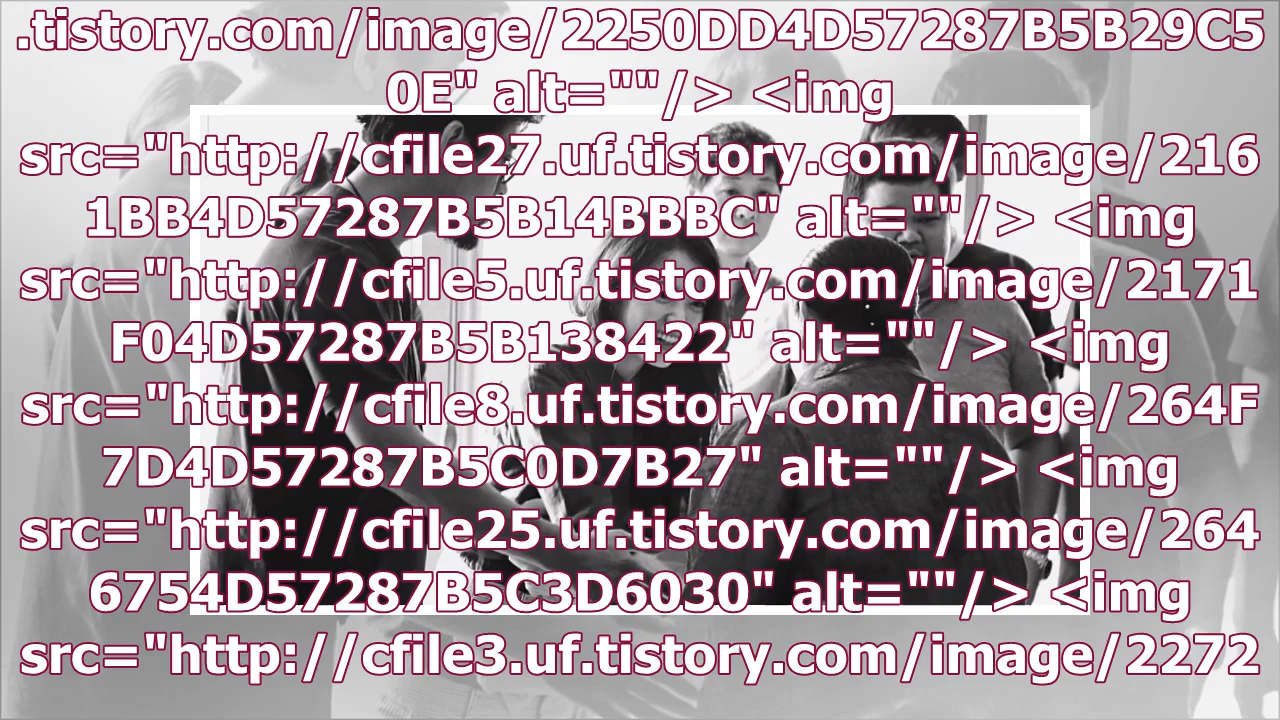 .tistory.com/image/2250DD4D57287B5B29C5
0E" alt=""/> <img
src="http://cfile27.uf.tistory.com/image/216
1BB4D57287B5B14BBBC" alt=""/> <img
src="http://cfile5.uf.tistory.com/image/2171
F04D57287B5B138422" alt=""/> <img
src="http://cfile8.uf.tistory.com/image/264F
7D4D57287B5C0D7B27" alt=""/> <img
src="http://cfile25.uf.tistory.com/image/264
6754D57287B5C3D6030" alt=""/> <img
src="http://cfile3.uf.tistory.com/image/2272